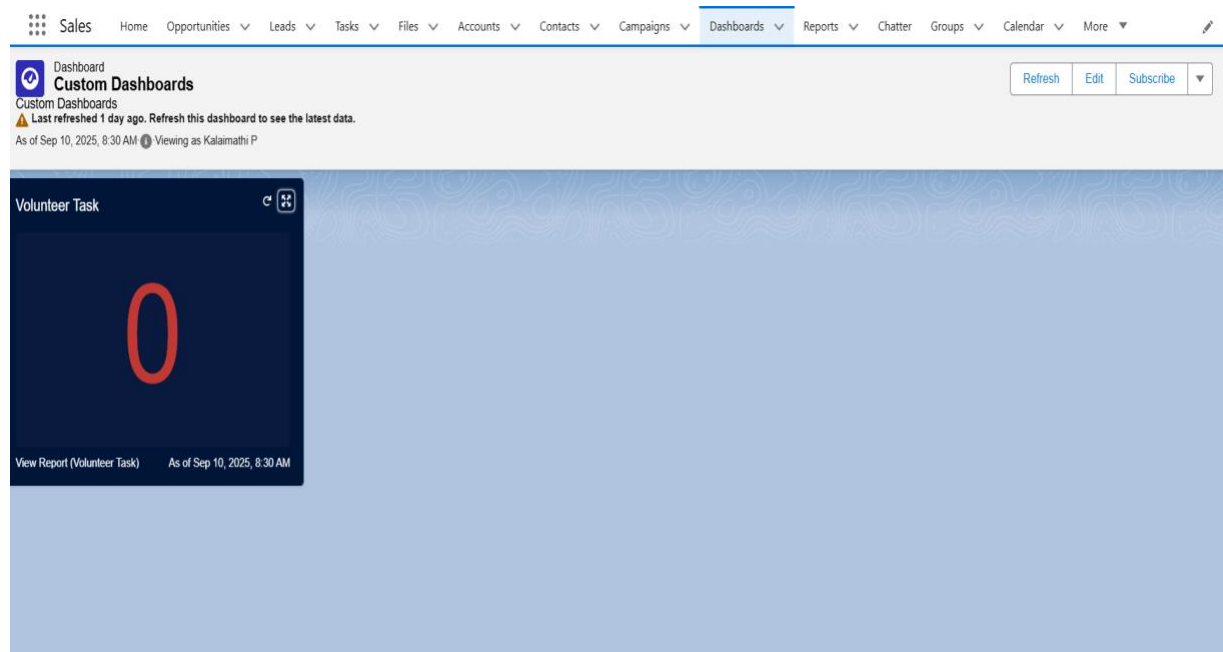 Sales Home Opportunities Leads Tasks Files Accounts Contacts Campaigns Dashboards Reports Chatter Groups Calendar More
Dashboard
Custom Dashboards
Refresh Edit Subscribe
Custom Dashboards
Last refreshed 1 day ago. Refresh this dashboard to see the latest data.
As of Sep 10, 2025, 8:30 AM Viewing as Kalaimathi P
Volunteer Task
0
View Report (Volunteer Task) As of Sep 10, 2025, 8:30 AM